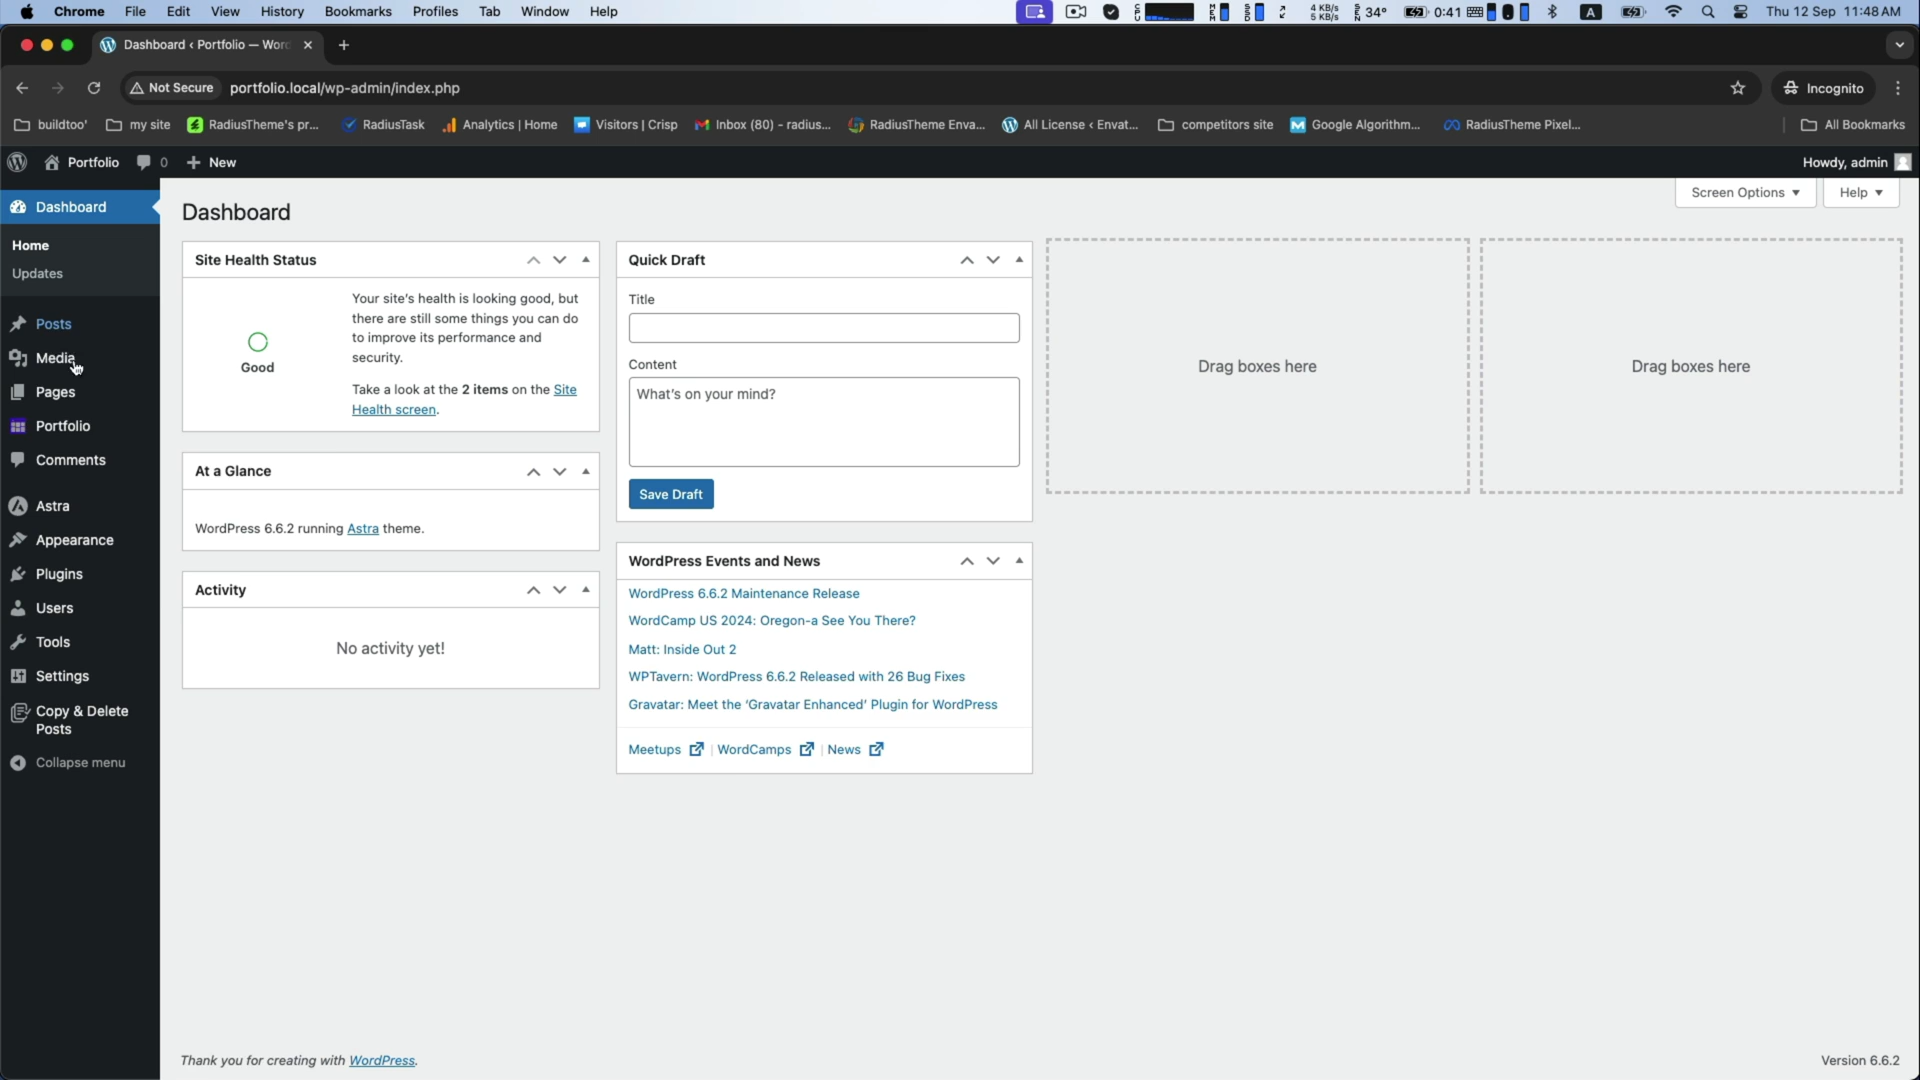 Chrome File Edit View History Bookmarks Profiles Tab Window Help
4 KB/s
5 KB/s
34° 0:41 A Thu 12 Sep 11:48 AM
Dashboard ‹ Portfolio — Worc
Not Secure portfolio.local/wp-admin/index.php Incognito
buildtoo' my site RadiusTheme's pr... RadiusTask Analytics | Home Visitors | Crisp Inbox (80) - radius... RadiusTheme Enva... All License ‹ Envat... competitors site Google Algorithm... RadiusTheme Pixel... All Bookmarks
Portfolio 0 New Howdy, admin
Screen Options Help
Dashboard
Home
Updates
Posts
Media
Pages
Portfolio
Comments
Astra
Appearance
Plugins
Users
Tools
Settings
Copy & Delete
Posts
Collapse menu
Dashboard
Site Health Status
Good
Your site's health is looking good, but
there are still some things you can do
to improve its performance and
security.
Take a look at the 2 items on the Site
Health screen.
At a Glance
WordPress 6.6.2 running Astra theme.
Activity
No activity yet!
Quick Draft
Title
Content
What's on your mind?
Save Draft
WordPress Events and News
WordPress 6.6.2 Maintenance Release
WordCamp US 2024: Oregon-a See You There?
Matt: Inside Out 2
WPTavern: WordPress 6.6.2 Released with 26 Bug Fixes
Gravatar: Meet the ‘Gravatar Enhanced’ Plugin for WordPress
Meetups | WordCamps | News
Drag boxes here
Drag boxes here
Thank you for creating with WordPress.
Version 6.6.2